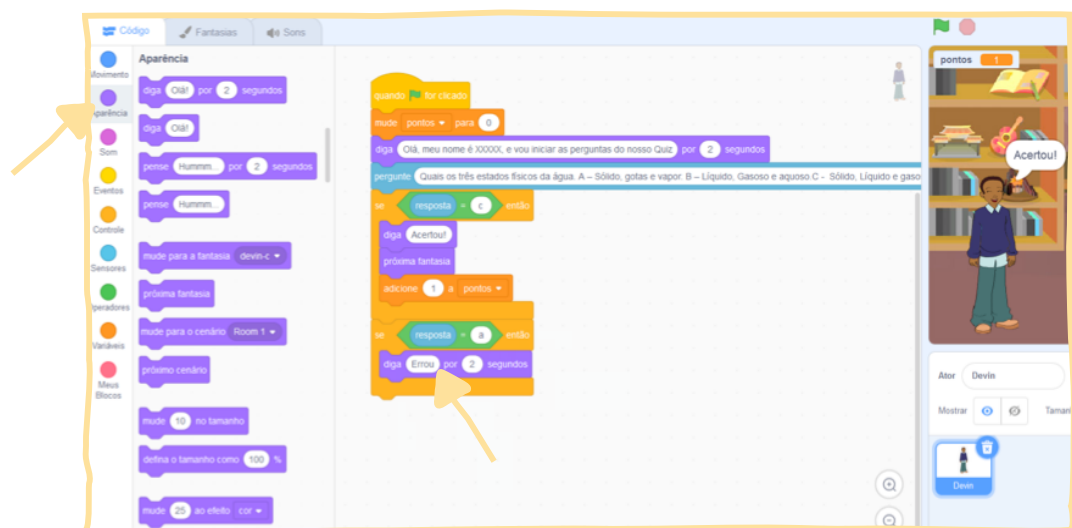 Código
Fantasias
Sons
Movimento
Aparência
Som
Eventos
Controle
Sensores
Operadores
Variáveis
Meus
Blocos
Aparência
diga Olá! por 2 segundos
diga Olá!
pense Hummm... por 2 segundos
pense Hummm...
mude para a fantasia devin-c
próxima fantasia
mude para o cenário Room 1
próximo cenário
mude 10 no tamanho
defina o tamanho como 100 %
mude 25 ao efeito cor
quando for clicado
mude pontos para 0
diga Olá, meu nome é XXXXX, e vou iniciar as perguntas do nosso Quiz por 2 segundos
pergunte Quais os três estados físicos da água. A – Sólido, gotas e vapor. B – Líquido, Gasoso e aquoso.C - Sólido, Líquido e gaso
se resposta = c então
diga Acertou!
próxima fantasia
adicione 1 a pontos
se resposta = a então
diga Errou por 2 segundos
pontos 1
Acertou!
Ator Devin
Mostrar
Taman
Devin